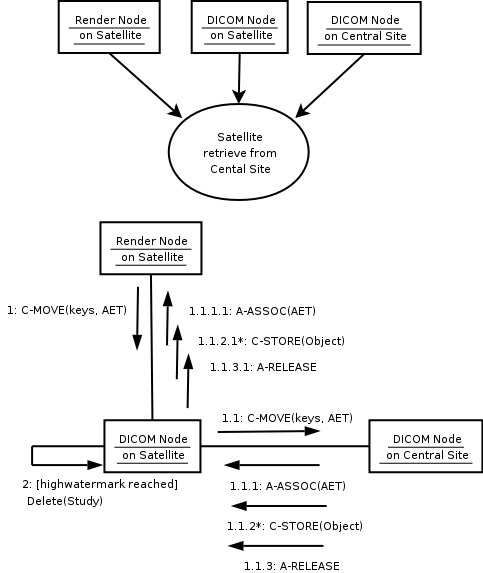 Render Node
on Satellite
DICOM Node
on Satellite
DICOM Node
on Central Site
Satellite
retrieve from
Cental Site
Render Node
on Satellite
1: C-MOVE(keys, AET)
1.1.1.1: A-ASSOC(AET)
1.1.2.1*: C-STORE(Object)
1.1.3.1: A-RELEASE
1.1: C-MOVE(keys, AET)
DICOM Node
on Satellite
DICOM Node
on Central Site
2: [highwatermark reached]
Delete(Study)
1.1.1: A-ASSOC(AET)
1.1.2*: C-STORE(Object)
1.1.3: A-RELEASE